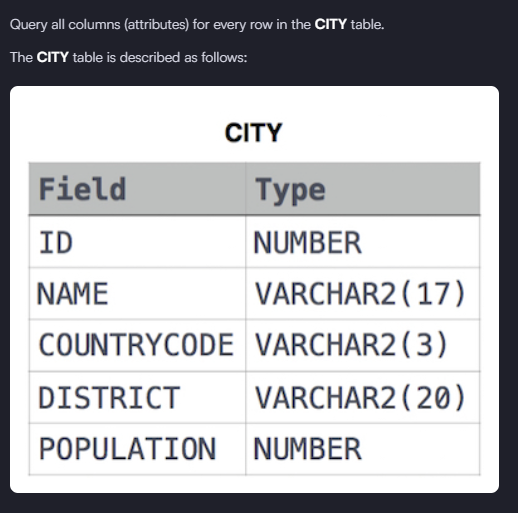 Query all columns (attributes) for every row in the CITY table.
The CITY table is described as follows:
CITY
Field Type
ID NUMBER
NAME VARCHAR2(17)
COUNTRYCODE VARCHAR2(3)
DISTRICT VARCHAR2(20)
POPULATION NUMBER